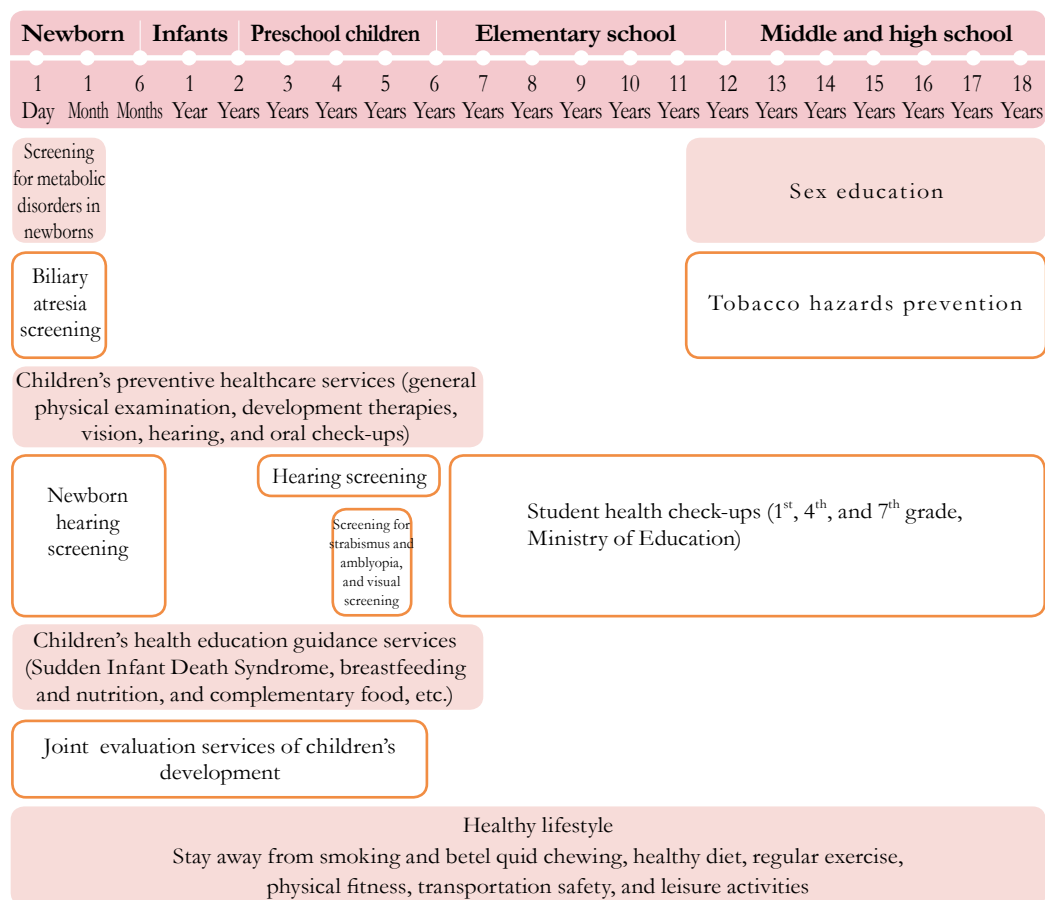 Newborn Infants Preschool children Elementary school Middle and high school
1 1 6 1 2 3 4 5 6 7 8 9 10 11 12 13 14 15 16 17 18
Day Month Months Year Years Years Years Years Years Years Years Years Years Years Years Years Years Years Years Years Years
Screening
for metabolic
disorders in
newborns
Sex education
Biliary
atresia
screening
Tobacco hazards prevention
Children’s preventive healthcare services (general
physical examination, development therapies,
vision, hearing, and oral check-ups)
Newborn
hearing
screening
Hearing screening
Screening for
strabismus and
amblyopia,
and visual
screening
Student health check-ups (1st, 4th, and 7th grade,
Ministry of Education)
Children’s health education guidance services
(Sudden Infant Death Syndrome, breastfeeding
and nutrition, and complementary food, etc.)
Joint evaluation services of children’s
development
Healthy lifestyle
Stay away from smoking and betel quid chewing, healthy diet, regular exercise,
physical fitness, transportation safety, and leisure activities